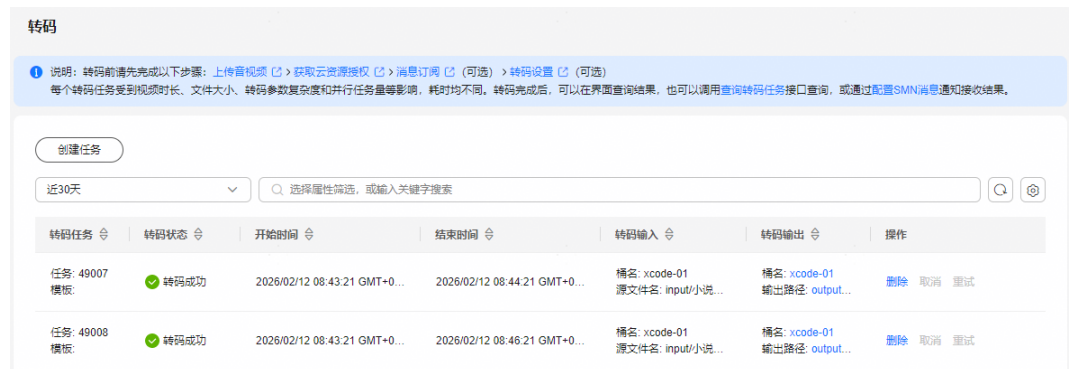 转码
说明：转码前请先完成以下步骤：上传音视频 > 获取云资源授权 > 消息订阅 （可选） > 转码设置 （可选）
每个转码任务受到视频时长、文件大小、转码参数复杂度和并行任务量等影响，耗时均不同。转码完成后，可以在界面查询结果，也可以调用查询转码任务接口查询，或通过配置SMN消息通知接收结果。
创建任务
近30天 选择属性筛选，或输入关键字搜索
转码任务 转码状态 开始时间 结束时间 转码输入 转码输出 操作
任务: 49007 桶名: xcode-01 桶名: xcode-01
转码成功 2026/02/12 08:43:21 GMT+0... 2026/02/12 08:44:21 GMT+0... 删除 取消 重试
模板: 源文件名: input/小说... 输出路径: output...
任务: 49008 桶名: xcode-01 桶名: xcode-01
转码成功 2026/02/12 08:43:21 GMT+0... 2026/02/12 08:46:21 GMT+0... 删除 取消 重试
模板: 源文件名: input/小说... 输出路径: output...